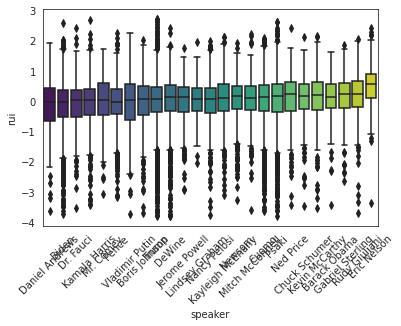 3
2
1
0
−1
−2
−3
−4
rui
Daniel Andrews
Biden
Dr. Fauci
Kamala Harris
Vladimir Putin
Boris Johnson
Trump
DeWine
Jerome Powell
Lindsey Graham
Nancy Pelosi
Kayleigh McEnany
Newsom
Mitch McConnell
Cuomo
Psaki
Ned Price
Chuck Schumer
Kevin McCarthy
Barack Obama
Gabriel Sterling
Rudy Giuliani
Eric Nelson
speaker